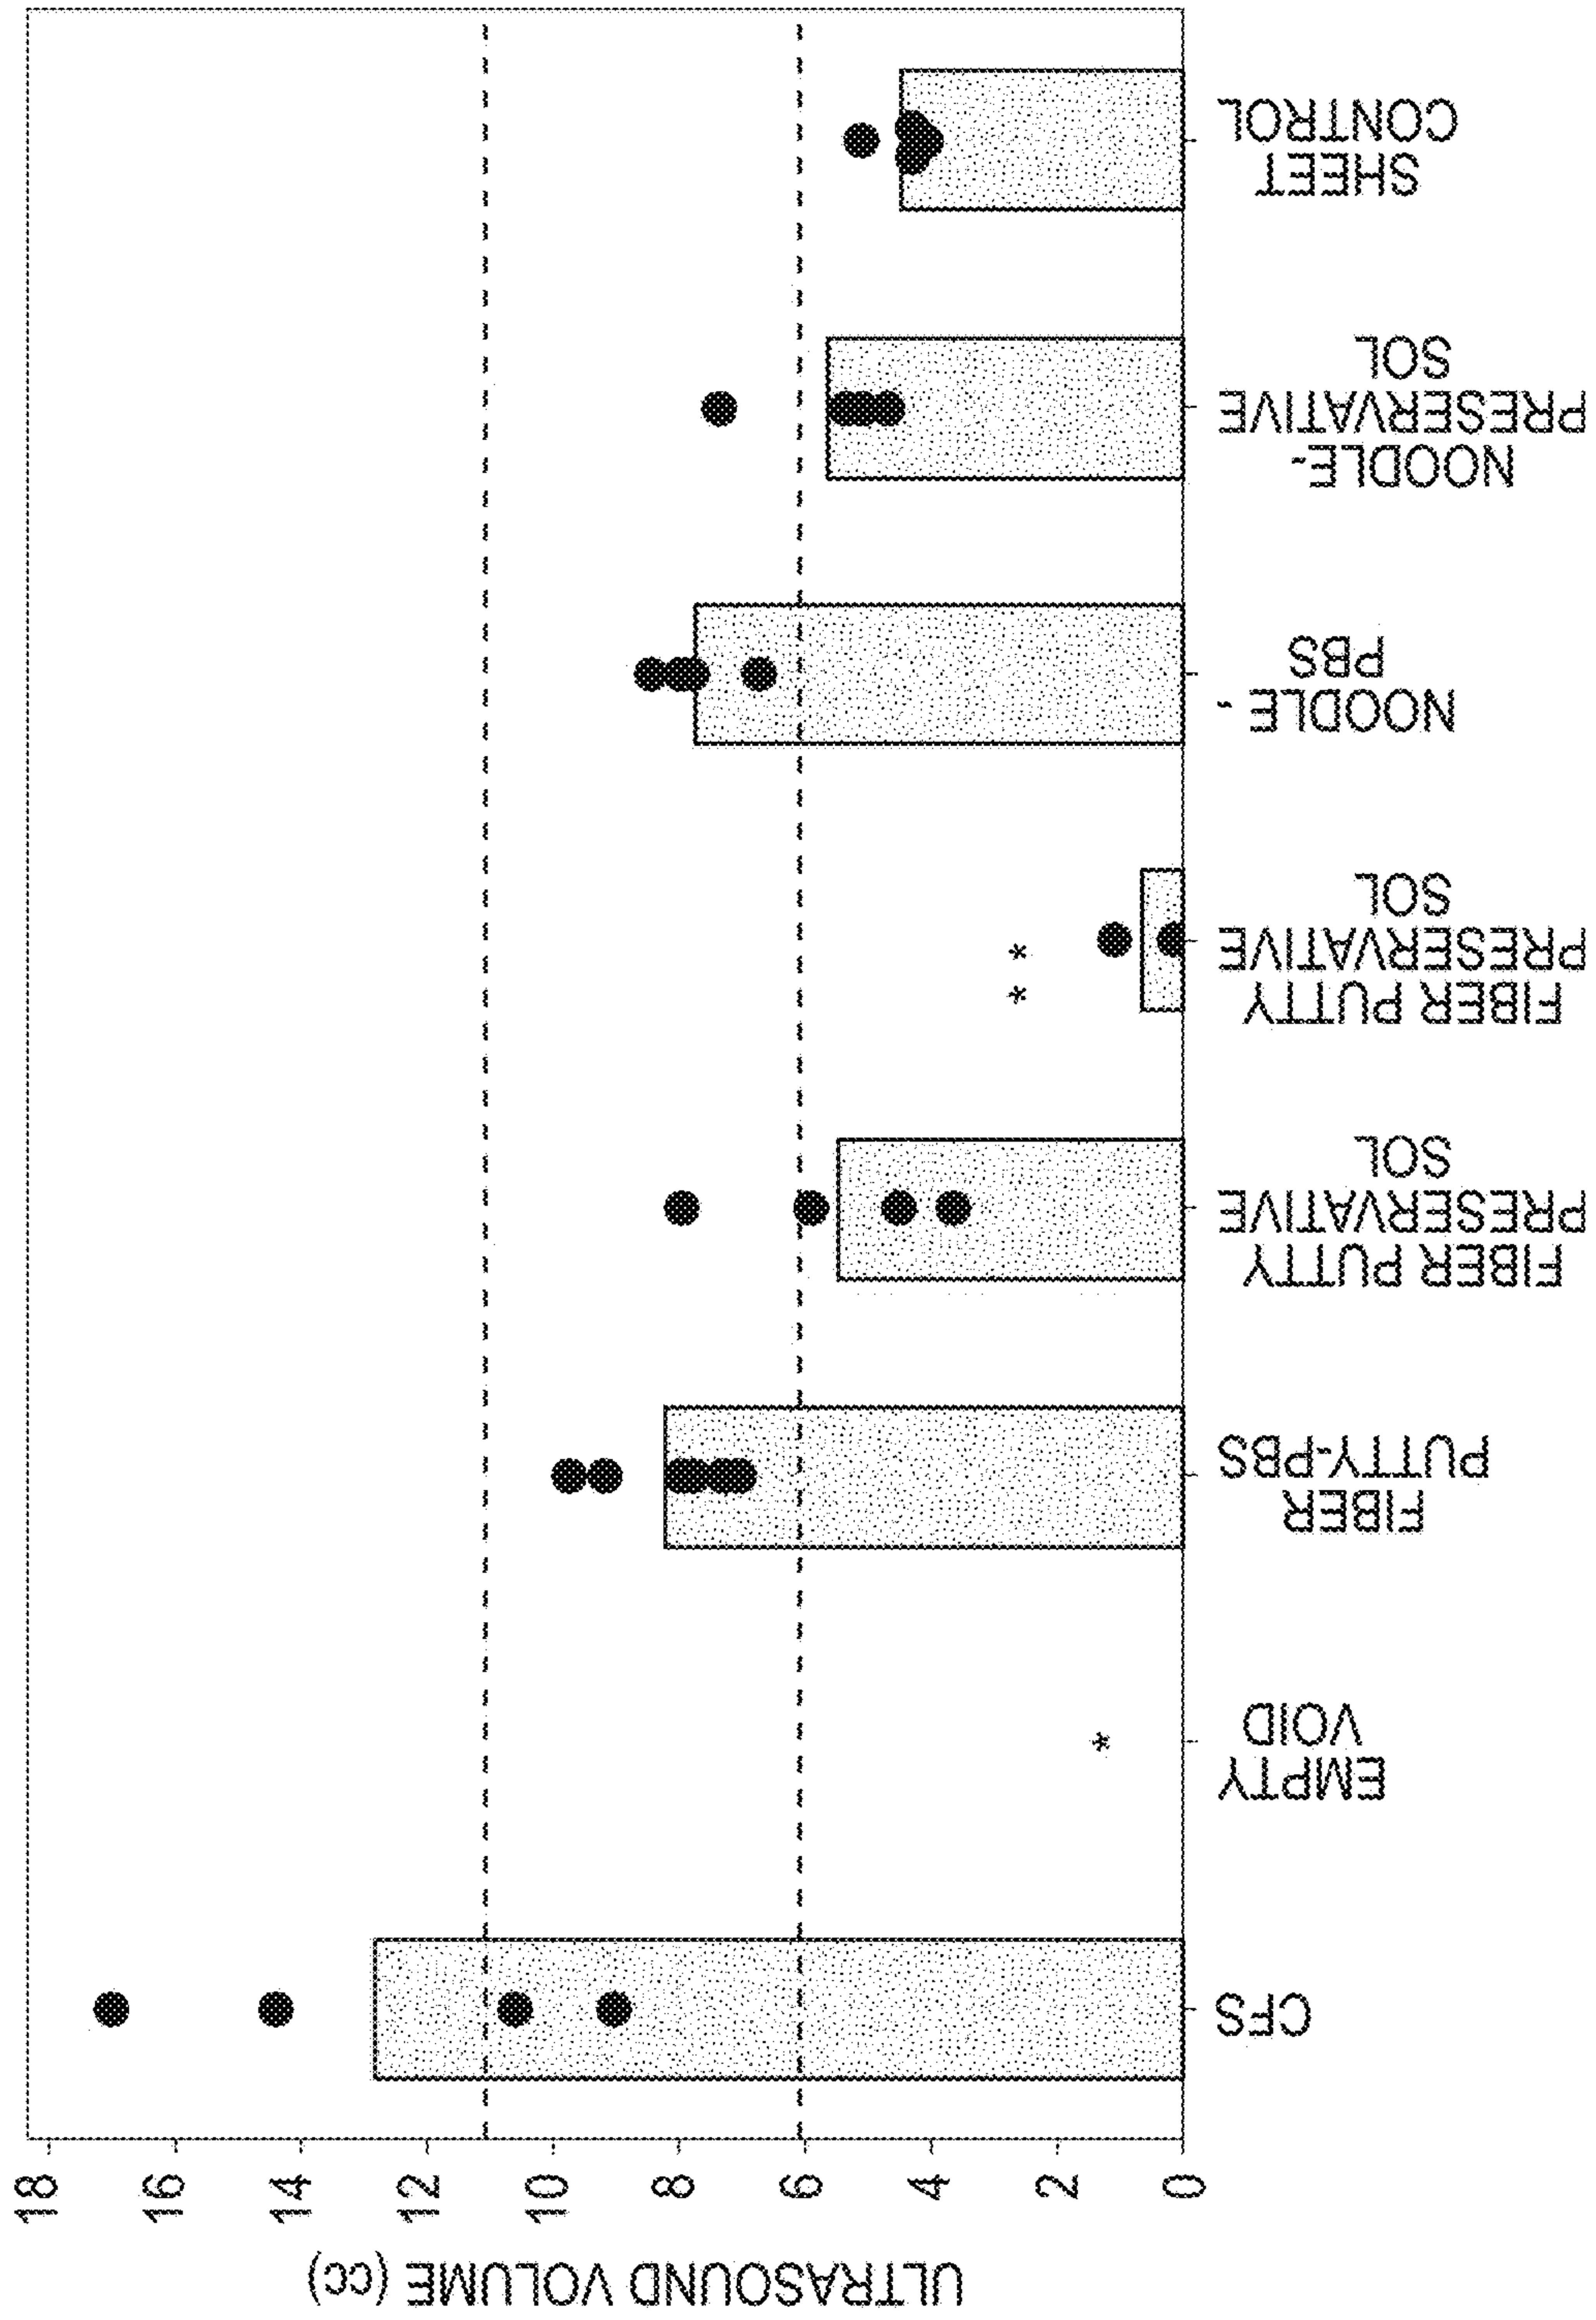 ULTRASOUND VOLUME (cc)
18
16
14
12
10
8
6
4
2
0
CFS
EMPTY
VOID
*
FIBER
PUTTY-PBS
FIBER PUTTY
PRESERVATIVE
SOL
FIBER PUTTY
PRESERVATIVE
SOL
* *
NOODLE -
PBS
NOODLE-
PRESERVATIVE
SOL
SHEET
CONTROL